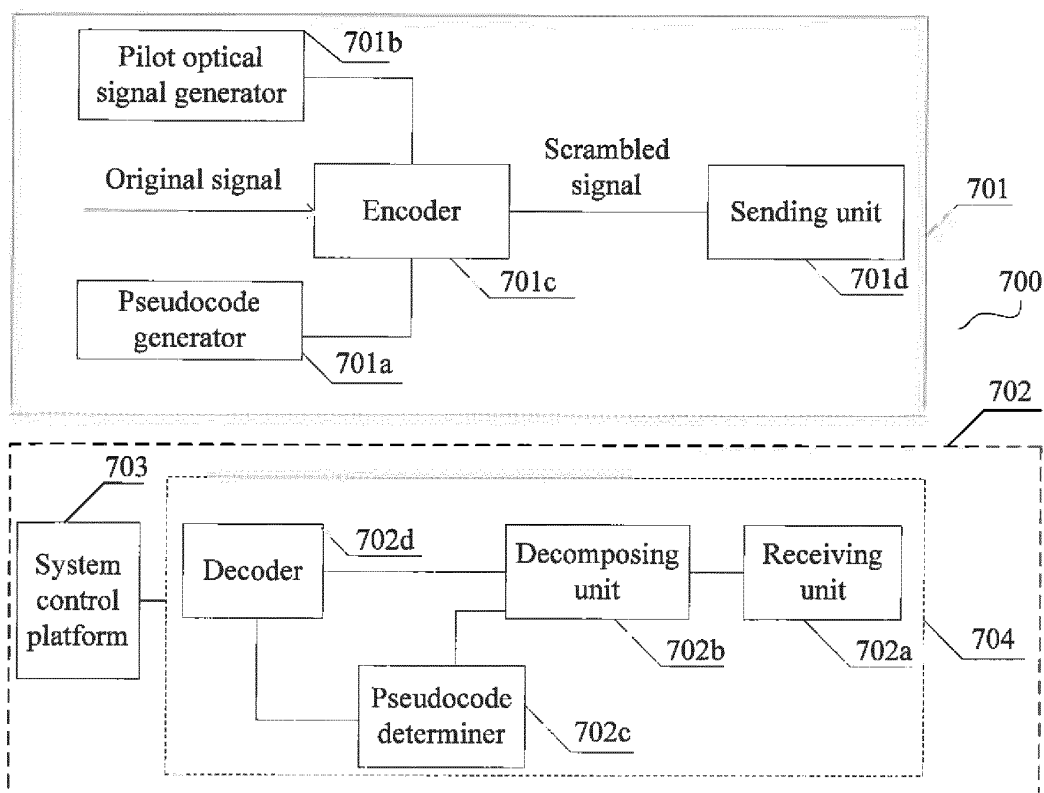 Pilot optical
signal generator
701b
Original signal
Encoder
701c
Scrambled
signal
Sending unit
701d
701
Pseudocode
generator
701a
700
702
703
System
control
platform
Decoder
702d
Decomposing
unit
702b
Receiving
unit
702a
704
Pseudocode
determiner
702c